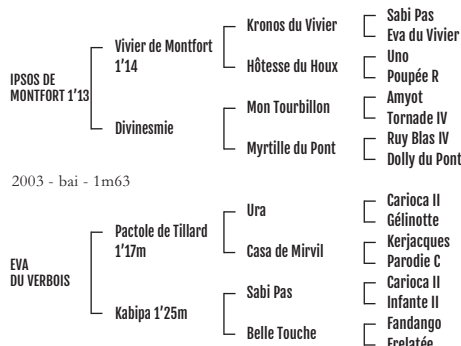 IPSOS DE
MONTFORT 1'13
Vivier de Montfort
1'14
Kronos du Vivier
Sabi Pas
Eva du Vivier
Hôtesse du Houx
Uno
Poupée R
Divinesmie
Mon Tourbillon
Amyot
Tornade IV
Myrtille du Pont
Ruy Blas IV
Dolly du Pont
2003 - bai - 1m63
EVA
DU VERBOIS
Pactole de Tillard
1'17m
Ura
Carioca II
Gélinotte
Casa de Mirvil
Kerjacques
Parodie C
Kabipa 1'25m
Sabi Pas
Carioca II
Infante II
Belle Touche
Fandango
Frelatée